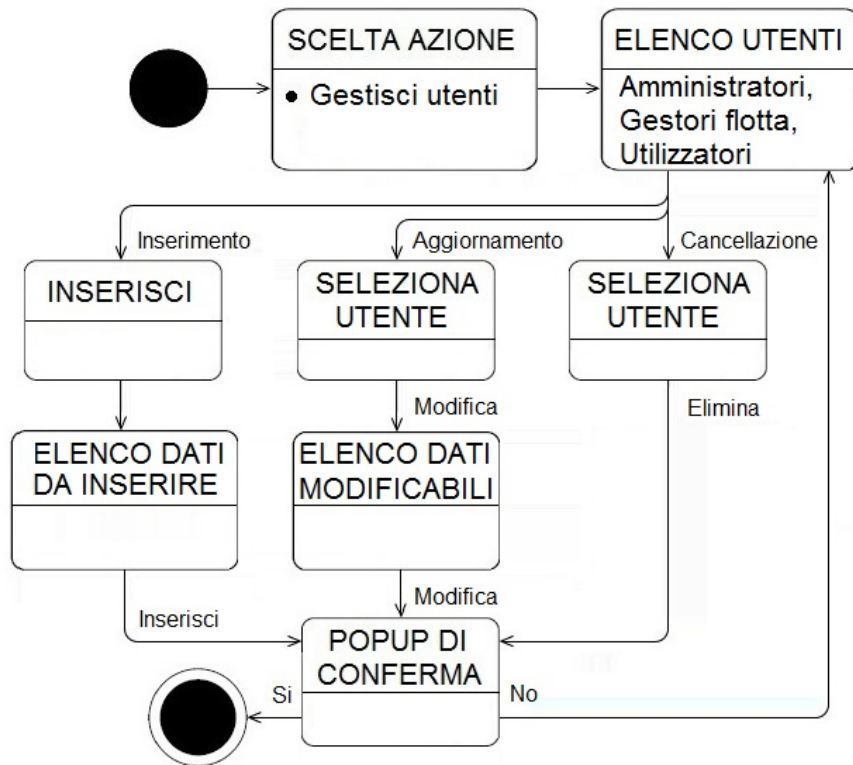 SCELTA AZIONE
• Gestisci utenti
ELENCO UTENTI
Amministratori,
Gestori flotta,
Utilizzatori
Inserimento
Aggiornamento
Cancellazione
INSERISCI
SELEZIONA
UTENTE
SELEZIONA
UTENTE
Modifica
Elimina
ELENCO DATI
DA INSERIRE
ELENCO DATI
MODIFICABILI
Inserisci
Modifica
POPUP DI
CONFERMA
Si
No